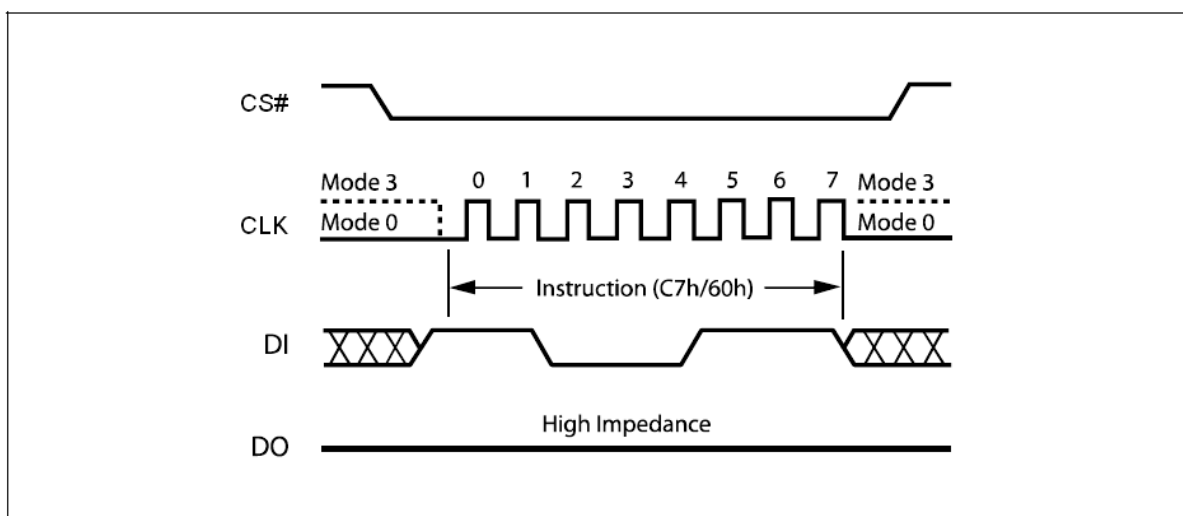 CS#
Mode 3 0 1 2 3 4 5 6 7 Mode 3
CLK Mode 0 Mode 0
Instruction (C7h/60h)
DI
High Impedance
DO